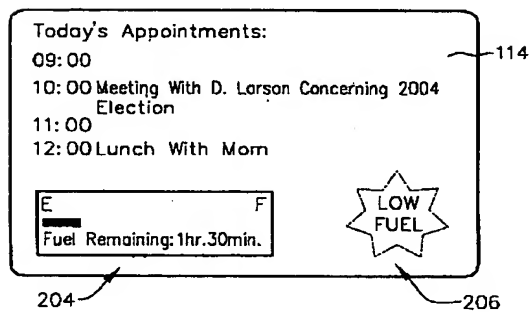 Today's Appointments:
09:00
10:00 Meeting With D. Larson Concerning 2004
Election
11:00
12:00 Lunch With Mom
E F
Fuel Remaining: 1hr.30min.
LOW
FUEL
114
204
206